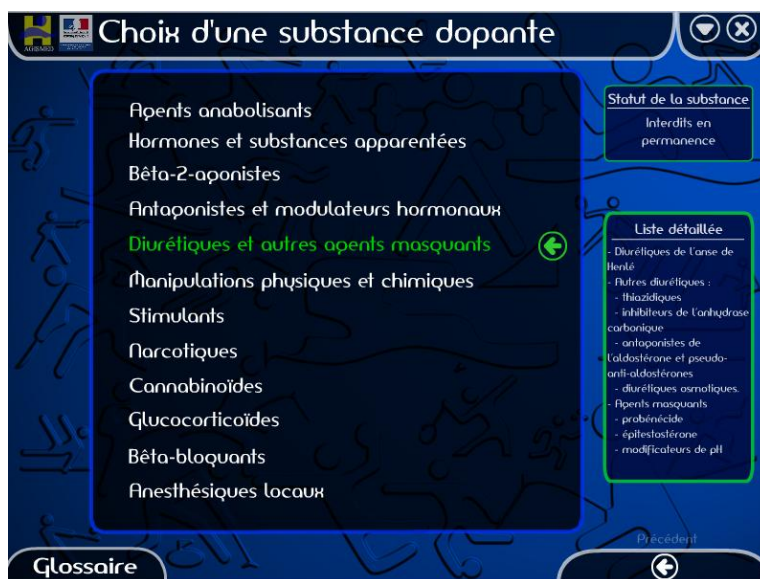 Choix d'une substance dopante
Agents anabolisants
Hormones et substances apparentées
Bêta-2-agonistes
Antagonistes et modulateurs hormonaux
Diurétiques et autres agents masquants
Manipulations physiques et chimiques
Stimulants
Narcotiques
Cannabinoïdes
Glucocorticoïdes
Bêta-bloquants
Anesthésiques locaux
Statut de la substance
Interdits en
permanence
Liste détaillée
- Diurétiques de l'anse de
Henlé
- Autres diurétiques :
- thiazidiques
- inhibiteurs de l'anhydrase
carbonique
- antagonistes de
l'aldostérone et pseudo-
anti-aldostérones
- diurétiques osmotiques.
- Agents masquants
- probénécide
- épitestostérone
- modificateurs de pH
Précédent
Glossaire